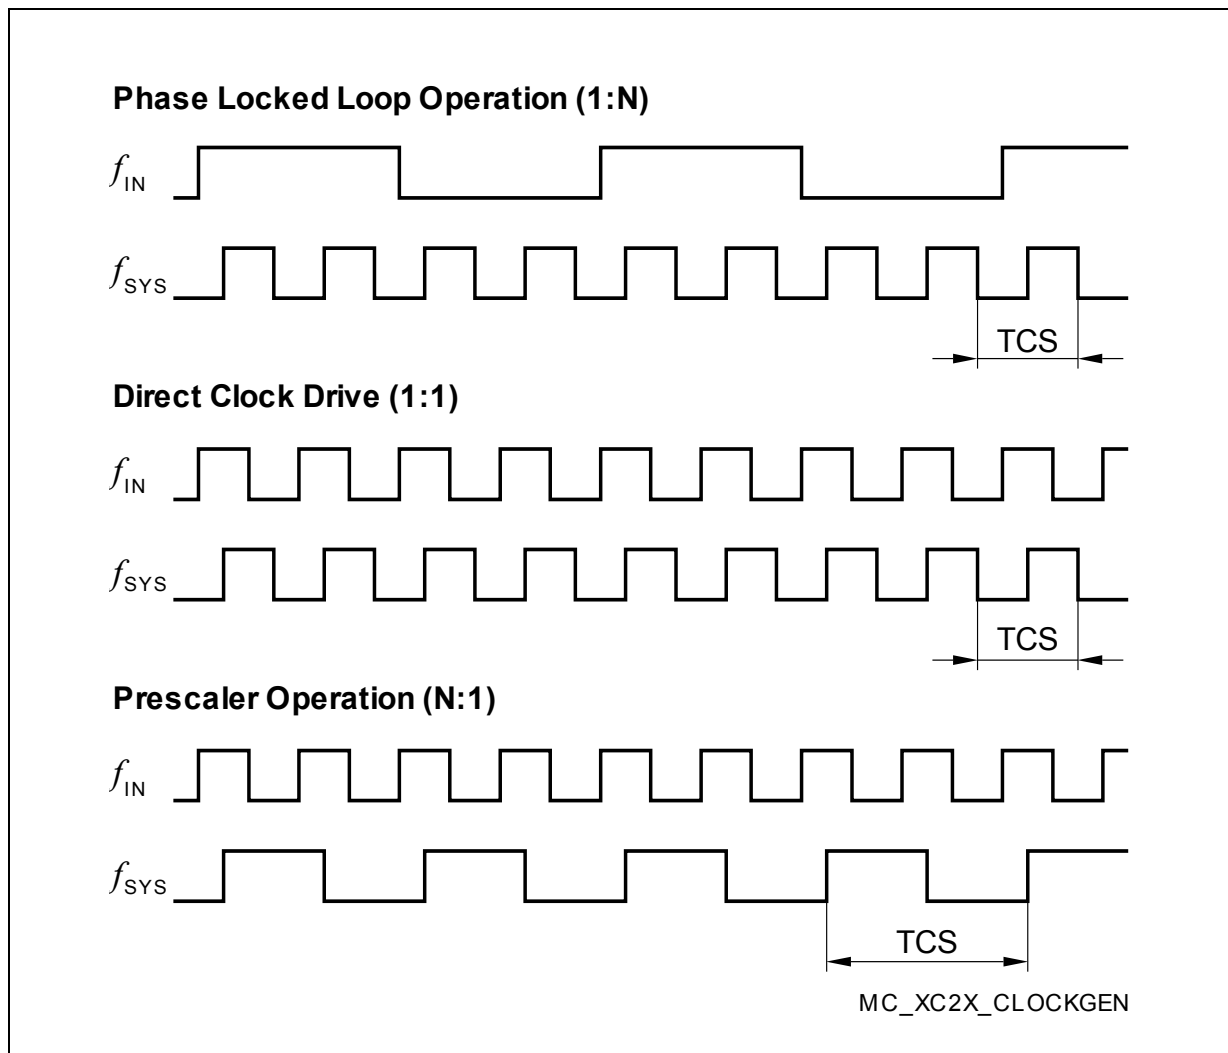 Phase Locked Loop Operation (1:N)
fIN
fSYS
TCS
Direct Clock Drive (1:1)
fIN
fSYS
TCS
Prescaler Operation (N:1)
fIN
fSYS
TCS
MC_XC2X_CLOCKGEN